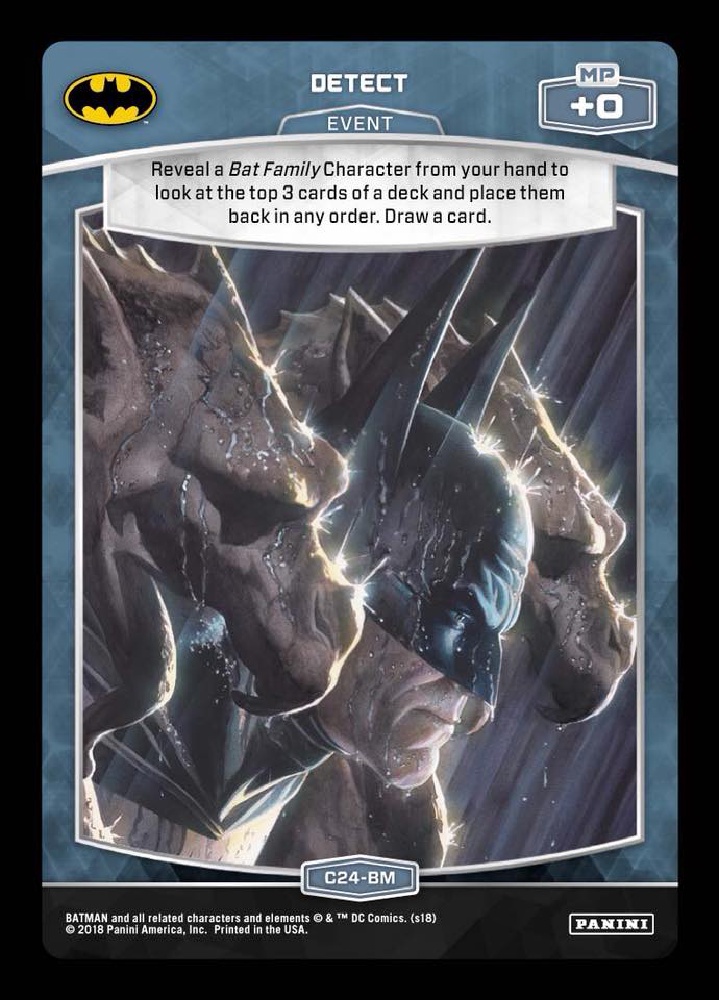 DETECT
MP
+0
EVENT
Reveal a Bat Family Character from your hand to
look at the top 3 cards of a deck and place them
back in any order. Draw a card.
C24-BM
BATMAN and all related characters and elements © & ™ DC Comics. (s18)
© 2018 Panini America, Inc. Printed in the USA.
PANINI